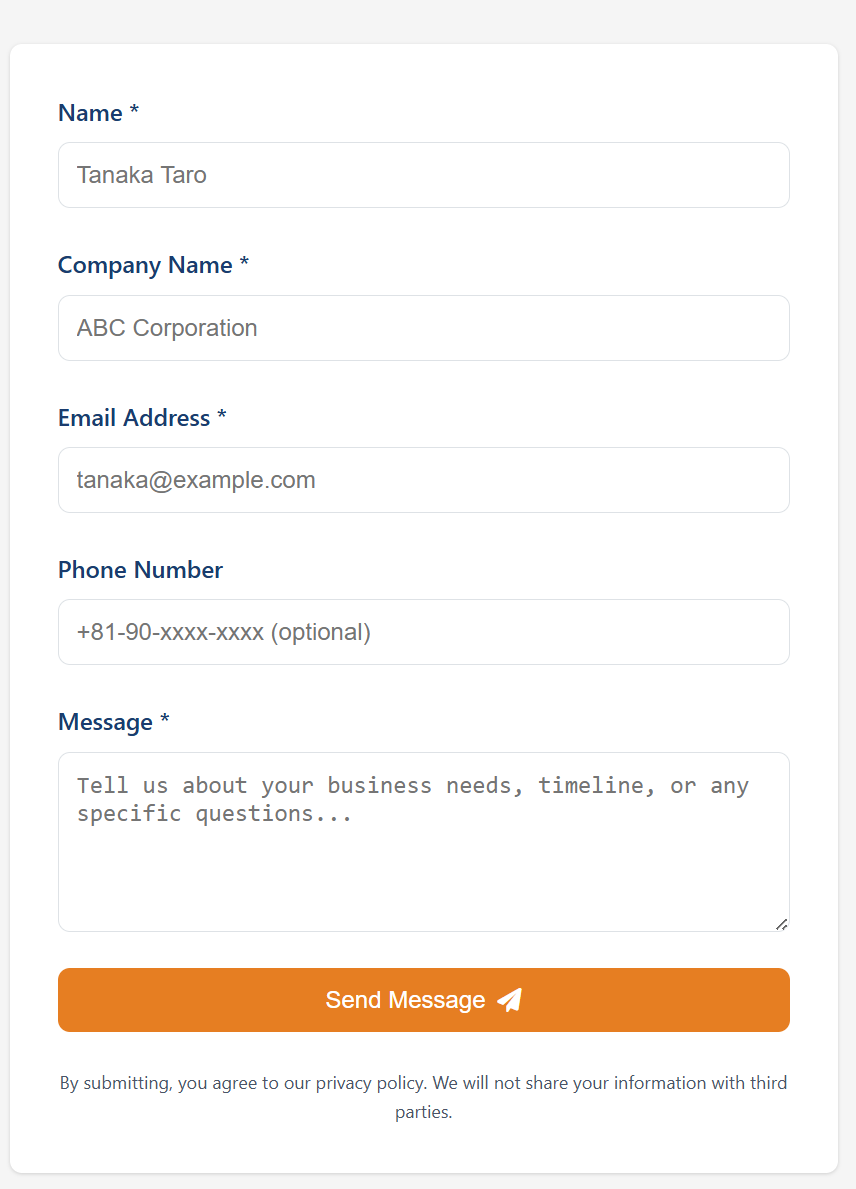 Name *
Tanaka Taro
Company Name *
ABC Corporation
Email Address *
tanaka@example.com
Phone Number
+81-90-xxxx-xxxx (optional)
Message *
Tell us about your business needs, timeline, or any
specific questions...
Send Message
By submitting, you agree to our privacy policy. We will not share your information with third
parties.